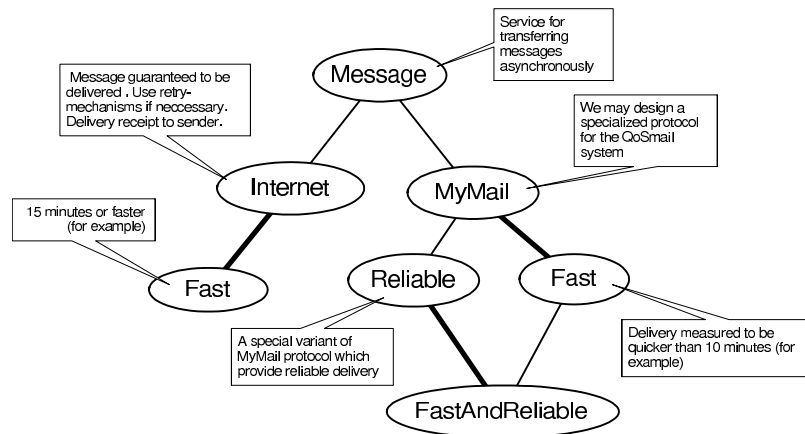 Service for
transferring
messages
asynchronously
Message
Message guaranteed to be
delivered . Use retry-
mechanisms if neccessary.
Delivery receipt to sender.
We may design a
specialized protocol
for the QoSmail
system
Internet
MyMail
15 minutes or faster
(for example)
Fast
Reliable
Fast
A special variant of
MyMail protocol which
provide reliable delivery
Delivery measured to be
quicker than 10 minutes (for
example)
FastAndReliable